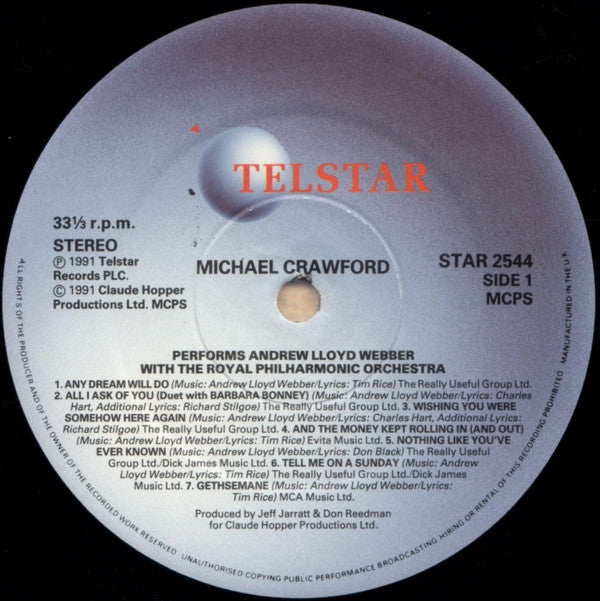 TELSTAR
33⅓ r.p.m.
STEREO
Ⓟ 1991 Telstar
Records PLC.
© 1991 Claude Hopper
Productions Ltd. MCPS
MICHAEL CRAWFORD
STAR 2544
SIDE 1
MCPS
PERFORMS ANDREW LLOYD WEBBER
WITH THE ROYAL PHILHARMONIC ORCHESTRA
1. ANY DREAM WILL DO (Music: Andrew Lloyd Webber/Lyrics: Tim Rice) The Really Useful Group Ltd.
2. ALL I ASK OF YOU (Duet with BARBARA BONNEY) (Music: Andrew Lloyd Webber/Lyrics: Charles
Hart, Additional Lyrics: Richard Stilgoe) The Really Useful Group Ltd. 3. WISHING YOU WERE
SOMEHOW HERE AGAIN (Music: Andrew Lloyd Webber/Lyrics: Charles Hart, Additional Lyrics:
Richard Stilgoe) The Really Useful Group Ltd. 4. AND THE MONEY KEPT ROLLING IN (AND OUT)
(Music: Andrew Lloyd Webber/Lyrics: Tim Rice) Evita Music Ltd. 5. NOTHING LIKE YOU'VE
EVER KNOWN (Music: Andrew Lloyd Webber/Lyrics: Don Black) The Really Useful
Group Ltd./Dick James Music Ltd. 6. TELL ME ON A SUNDAY (Music: Andrew
Lloyd Webber/Lyrics: Tim Rice) The Really Useful Group Ltd./Dick James
Music Ltd. 7. GETHSEMANE (Music: Andrew Lloyd Webber/Lyrics:
Tim Rice) MCA Music Ltd.
Produced by Jeff Jarratt & Don Reedman
for Claude Hopper Productions Ltd.
ALL RIGHTS OF THE PRODUCER AND OF THE OWNER OF THE RECORDED WORK RESERVED UNAUTHORISED COPYING PUBLIC PERFORMANCE BROADCASTING HIRING OR RENTAL OF THIS RECORDING PROHIBITED MANUFACTURED IN THE U.K.